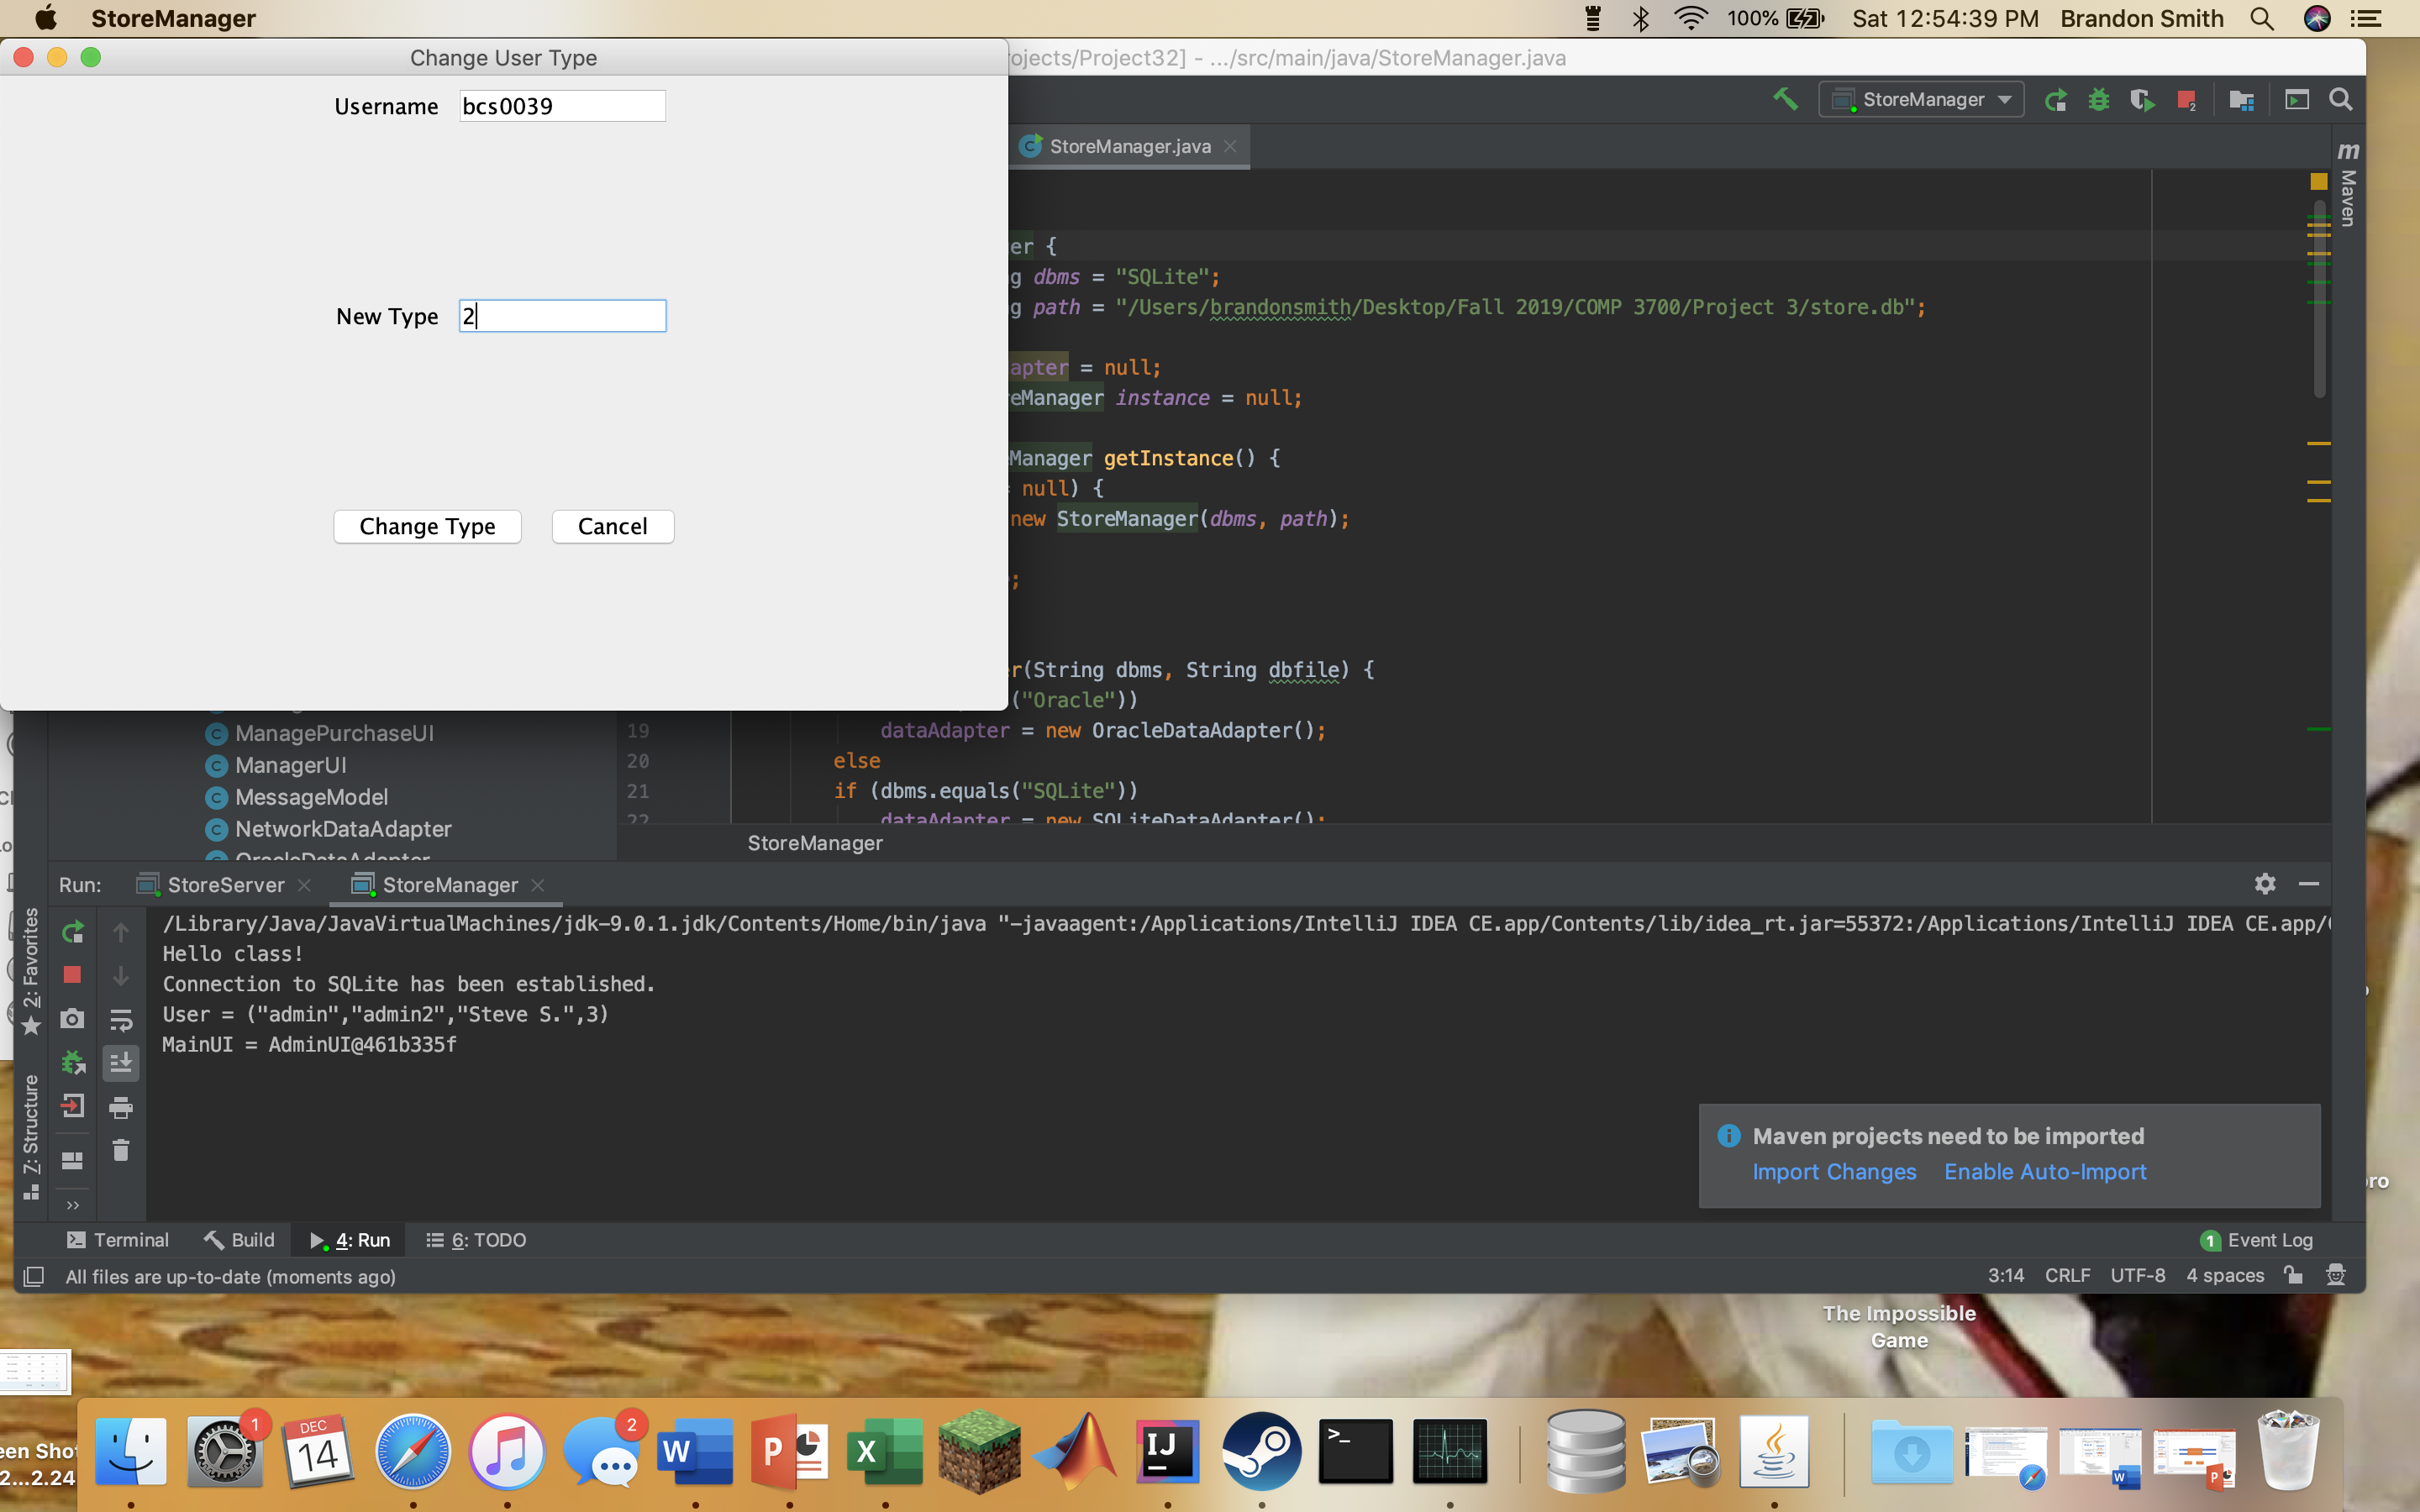 StoreManager
100%
Sat 12:54:39 PM Brandon Smith
Change User Type
ojects/Project32] - .../src/main/java/StoreManager.java
Username bcs0039
StoreManager
2
StoreManager.java
m
Maven
er {
g dbms = "SQLite";
New Type 2
g path = "/Users/brandonsmith/Desktop/Fall 2019/COMP 3700/Project 3/store.db";
apter = null;
eManager instance = null;
Manager getInstance() {
= null) {
Change Type Cancel
new StoreManager(dbms, path);
;
r(String dbms, String dbfile) {
("Oracle"))
ManagePurchaseUI
19 dataAdapter = new OracleDataAdapter();
ManagerUI
20 else
MessageModel
21 if (dbms.equals("SQLite"))
NetworkDataAdapter
22 dataAdapter = new SQLiteDataAdapter();
OracleDataAdapter
StoreManager
Run: StoreServer StoreManager
2: Favorites
7: Structure
/Library/Java/JavaVirtualMachines/jdk-9.0.1.jdk/Contents/Home/bin/java "-javaagent:/Applications/IntelliJ IDEA CE.app/Contents/lib/idea_rt.jar=55372:/Applications/IntelliJ IDEA CE.app/
Hello class!
Connection to SQLite has been established.
User = ("admin","admin2","Steve S.",3)
MainUI = AdminUI@461b335f
Maven projects need to be imported
Import Changes Enable Auto-Import
ro
Terminal Build 4: Run 6: TODO
1 Event Log
All files are up-to-date (moments ago)
3:14 CRLF UTF-8 4 spaces
The Impossible
Game
een Shot
2...2.24
1
DEC
14
2
W
P
X
IJ
>_
W
P